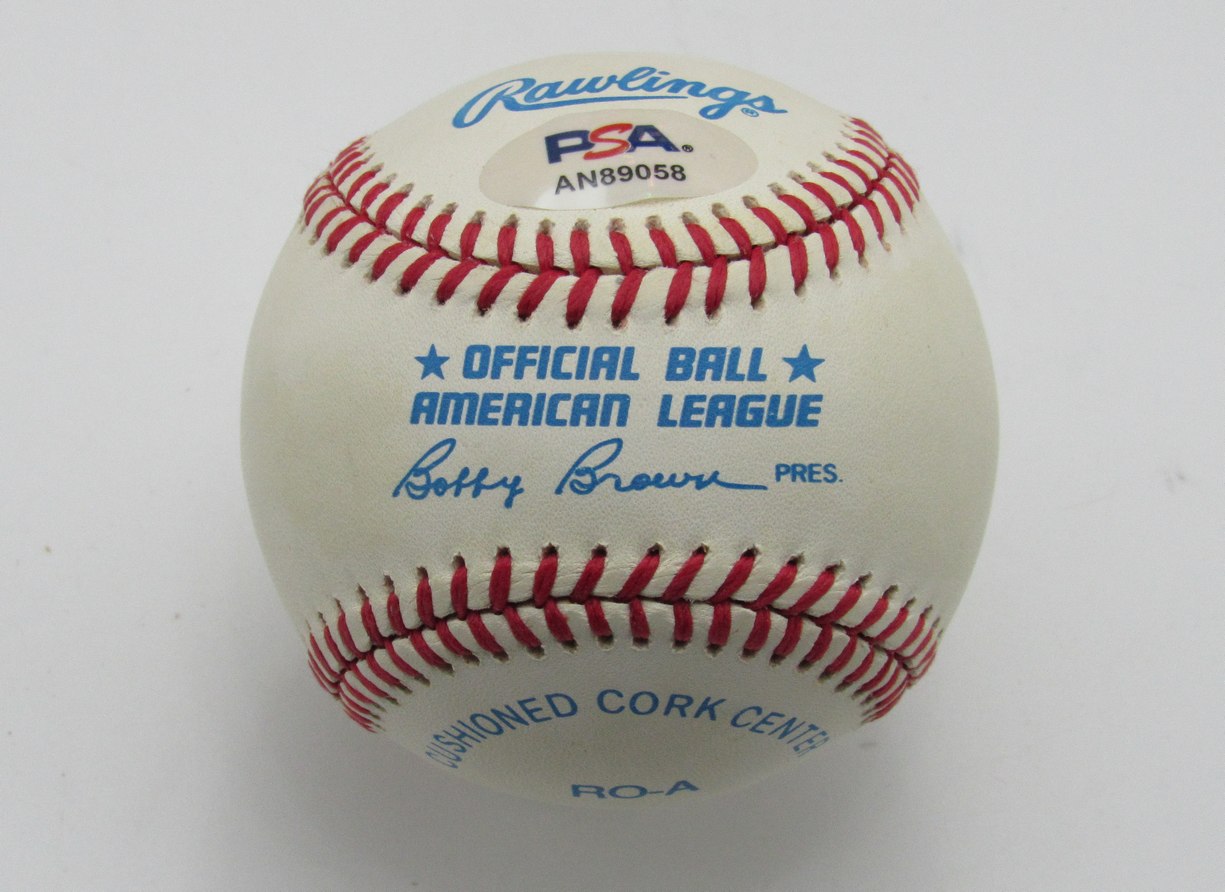 Rawlings®
PSA®
AN89058
★ OFFICIAL BALL ★
AMERICAN LEAGUE
Bobby Brown PRES.
CUSHIONED CORK CENTER
RO-A